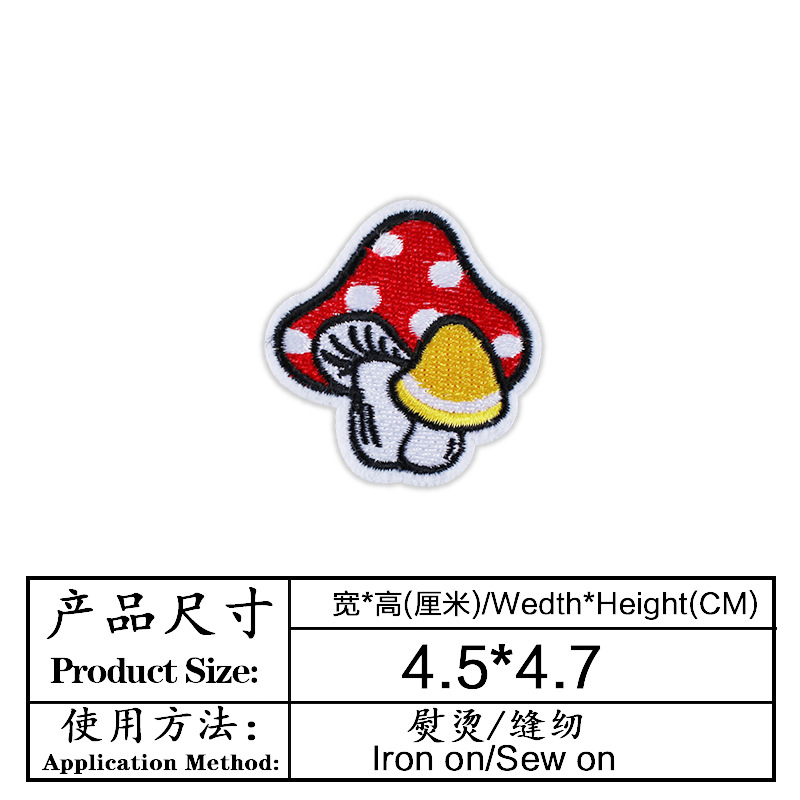 产品尺寸
Product Size:
宽*高(厘米)/Wedth*Height(CM)
4.5*4.7
使用方法：
Application Method:
熨烫/缝纫
Iron on/Sew on